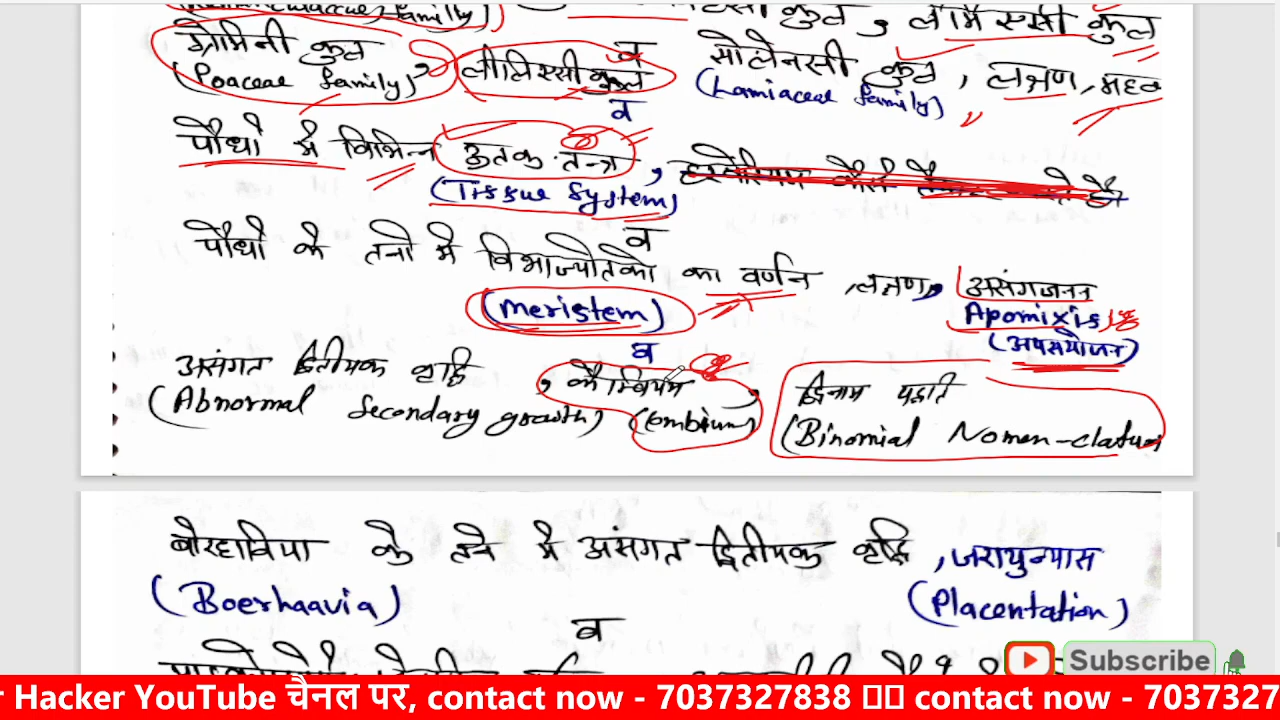 कुल, लेमिएसी कुल
ग्रेमिनी कुल
(Poaceae family)
व
लीलिएसी कुल
सोलेनेसी कुल, लक्षण, महत्व
(Lamiaceae family)
व
पौधों में विभिन्न ऊतक तन्त्र,
(Tissue System)
व
पौधो के तनो में विभाज्योतको का वर्णन, लक्षण, असंगजनन
(meristem)
Apomixis
(अपसंयोजन)
व
असंगत द्वितीयक वृद्धि, कैम्बियम, द्विनाम पद्धति
(Abnormal Secondary growth) (Cambium) (Binomial Nomen-clature
बोरहाविया के तने में असंगत द्वितीयक वृद्धि, जरायुन्यास
(Boerhaavia) (Placentation)
व
Subscribe
r Hacker YouTube चैनल पर, contact now - 7037327838 contact now - 7037327